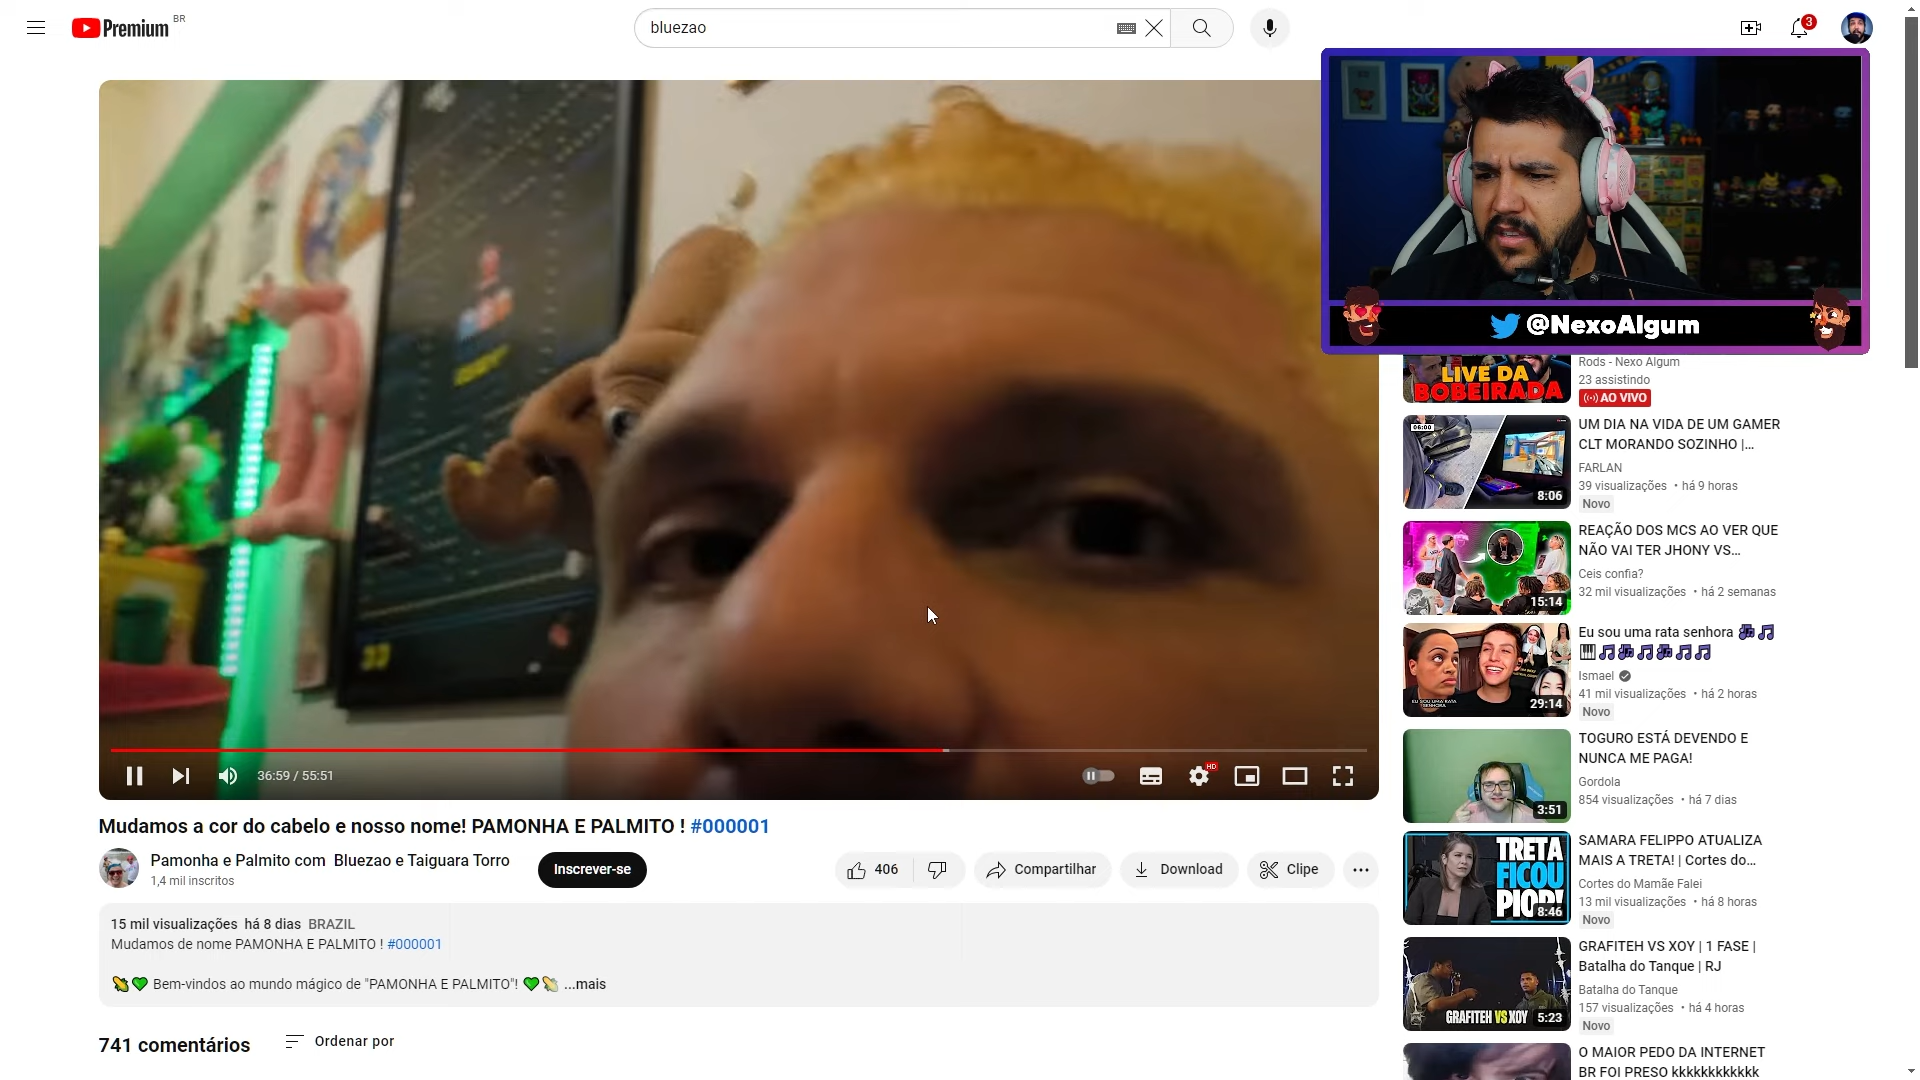 Premium
BR
bluezao
3
@NexoAlgum
36:59 / 55:51
HD
Mudamos a cor do cabelo e nosso nome! PAMONHA E PALMITO ! #000001
Pamonha e Palmito com Bluezao e Taiguara Torro
1,4 mil inscritos
Inscrever-se
406
Compartilhar
Download
Clipe
15 mil visualizações há 8 dias BRAZIL
Mudamos de nome PAMONHA E PALMITO ! #000001
🌽💚 Bem-vindos ao mundo mágico de "PAMONHA E PALMITO"! 💚🌽 ...mais
741 comentários
Ordenar por
LIVE DA
BOBEIRADA
Rods - Nexo Algum
23 assistindo
AO VIVO
06:00
8:06
UM DIA NA VIDA DE UM GAMER
CLT MORANDO SOZINHO |...
FARLAN
39 visualizações • há 9 horas
Novo
15:14
REAÇÃO DOS MCS AO VER QUE
NÃO VAI TER JHONY VS...
Ceis confia?
32 mil visualizações • há 2 semanas
EU SOU UMA RATA
SENHORA
29:14
Eu sou uma rata senhora 🎶🎵
🎹🎵🎶🎵🎶🎵🎵
Ismael
41 mil visualizações • há 2 horas
Novo
3:51
TOGURO ESTÁ DEVENDO E
NUNCA ME PAGA!
Gordola
854 visualizações • há 7 dias
TRETA
FICOU
PIOR!
8:46
SAMARA FELIPPO ATUALIZA
MAIS A TRETA! | Cortes do...
Cortes do Mamãe Falei
13 mil visualizações • há 8 horas
Novo
GRAFITEH VS XOY
5:23
GRAFITEH VS XOY | 1 FASE |
Batalha do Tanque | RJ
Batalha do Tanque
157 visualizações • há 4 horas
Novo
O MAIOR PEDO DA INTERNET
BR FOI PRESO kkkkkkkkkkkk